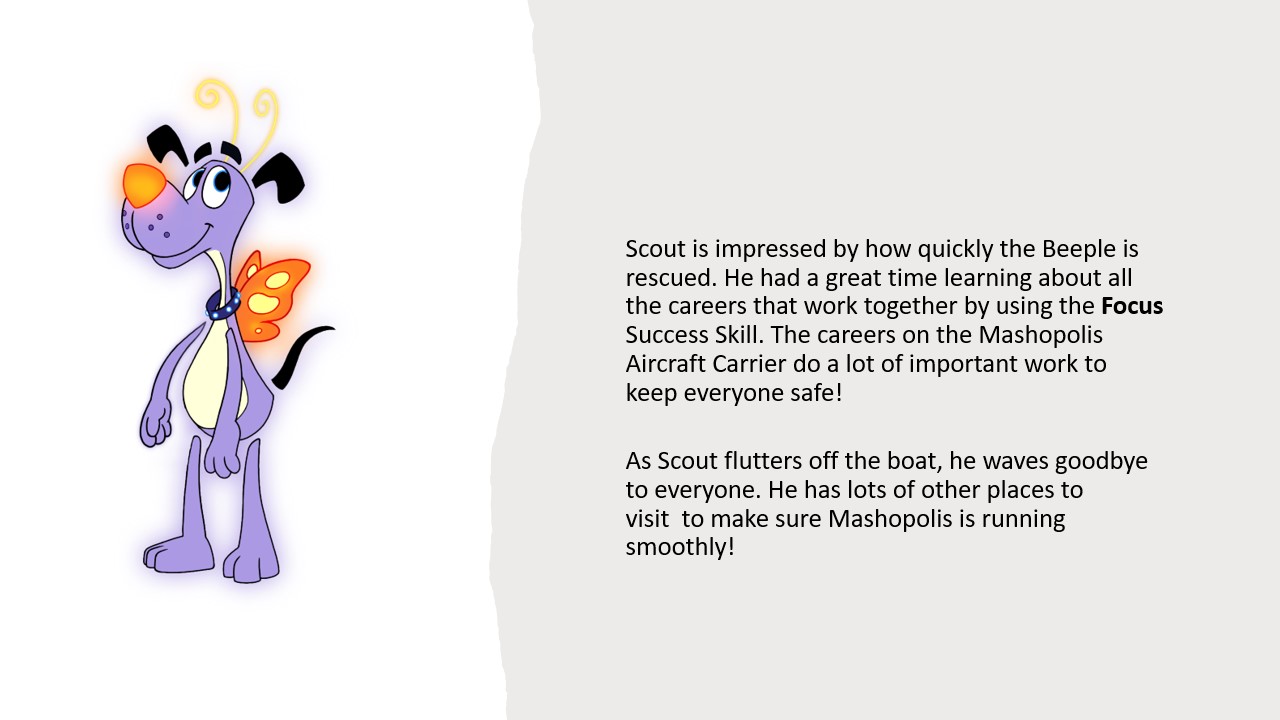 Scout is impressed by how quickly the Beeple is
rescued. He had a great time learning about all
the careers that work together by using the Focus
Success Skill. The careers on the Mashopolis
Aircraft Carrier do a lot of important work to
keep everyone safe!
As Scout flutters off the boat, he waves goodbye
to everyone. He has lots of other places to
visit  to make sure Mashopolis is running
smoothly!